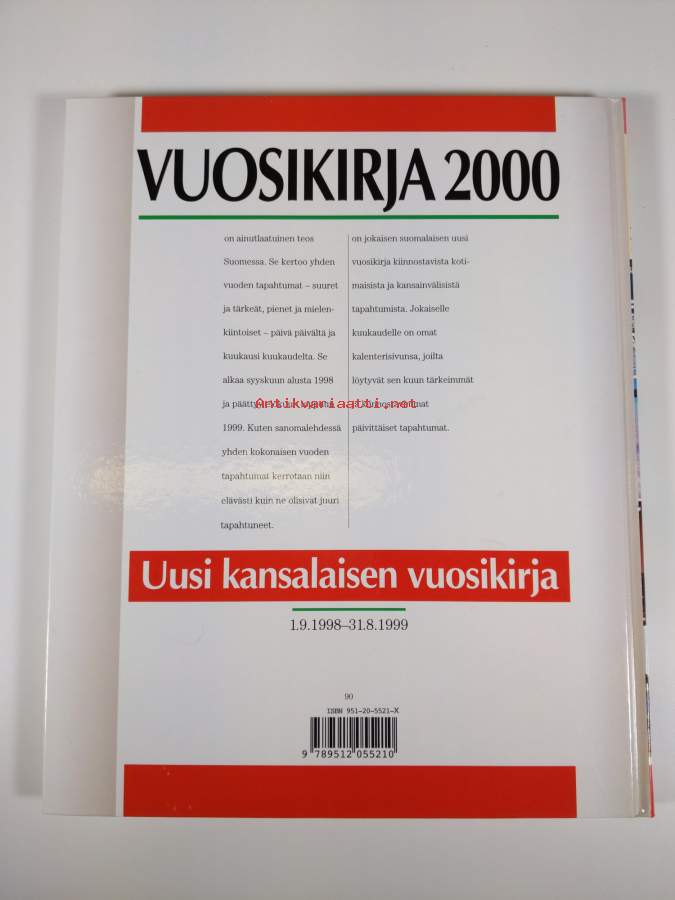 VUOSIKIRJA 2000
on ainutlaatuinen teos
Suomessa. Se kertoo yhden
vuoden tapahtumat – suuret
ja tärkeät, pienet ja mielen-
kiintoiset – päivä päivältä ja
kuukausi kuukaudelta. Se
alkaa syyskuun alusta 1998
ja päättyy
1999. Kuten sanomalehdessä
yhden kokonaisen vuoden
tapahtumat kerrotaan niin
elävästi kuin ne olisivat juuri
tapahtuneet.
on jokaisen suomalaisen uusi
vuosikirja kiinnostavista koti-
maisista ja kansainvälisistä
tapahtumista. Jokaiselle
kuukaudelle on omat
kalenterisivunsa, joilta
löytyvät sen kuun tärkeimmät
päivittäiset tapahtumat.
Antikvariaatti.net
Uusi kansalaisen vuosikirja
1.9.1998–31.8.1999
90
ISBN 951-20-5521-X
9 789512 055210